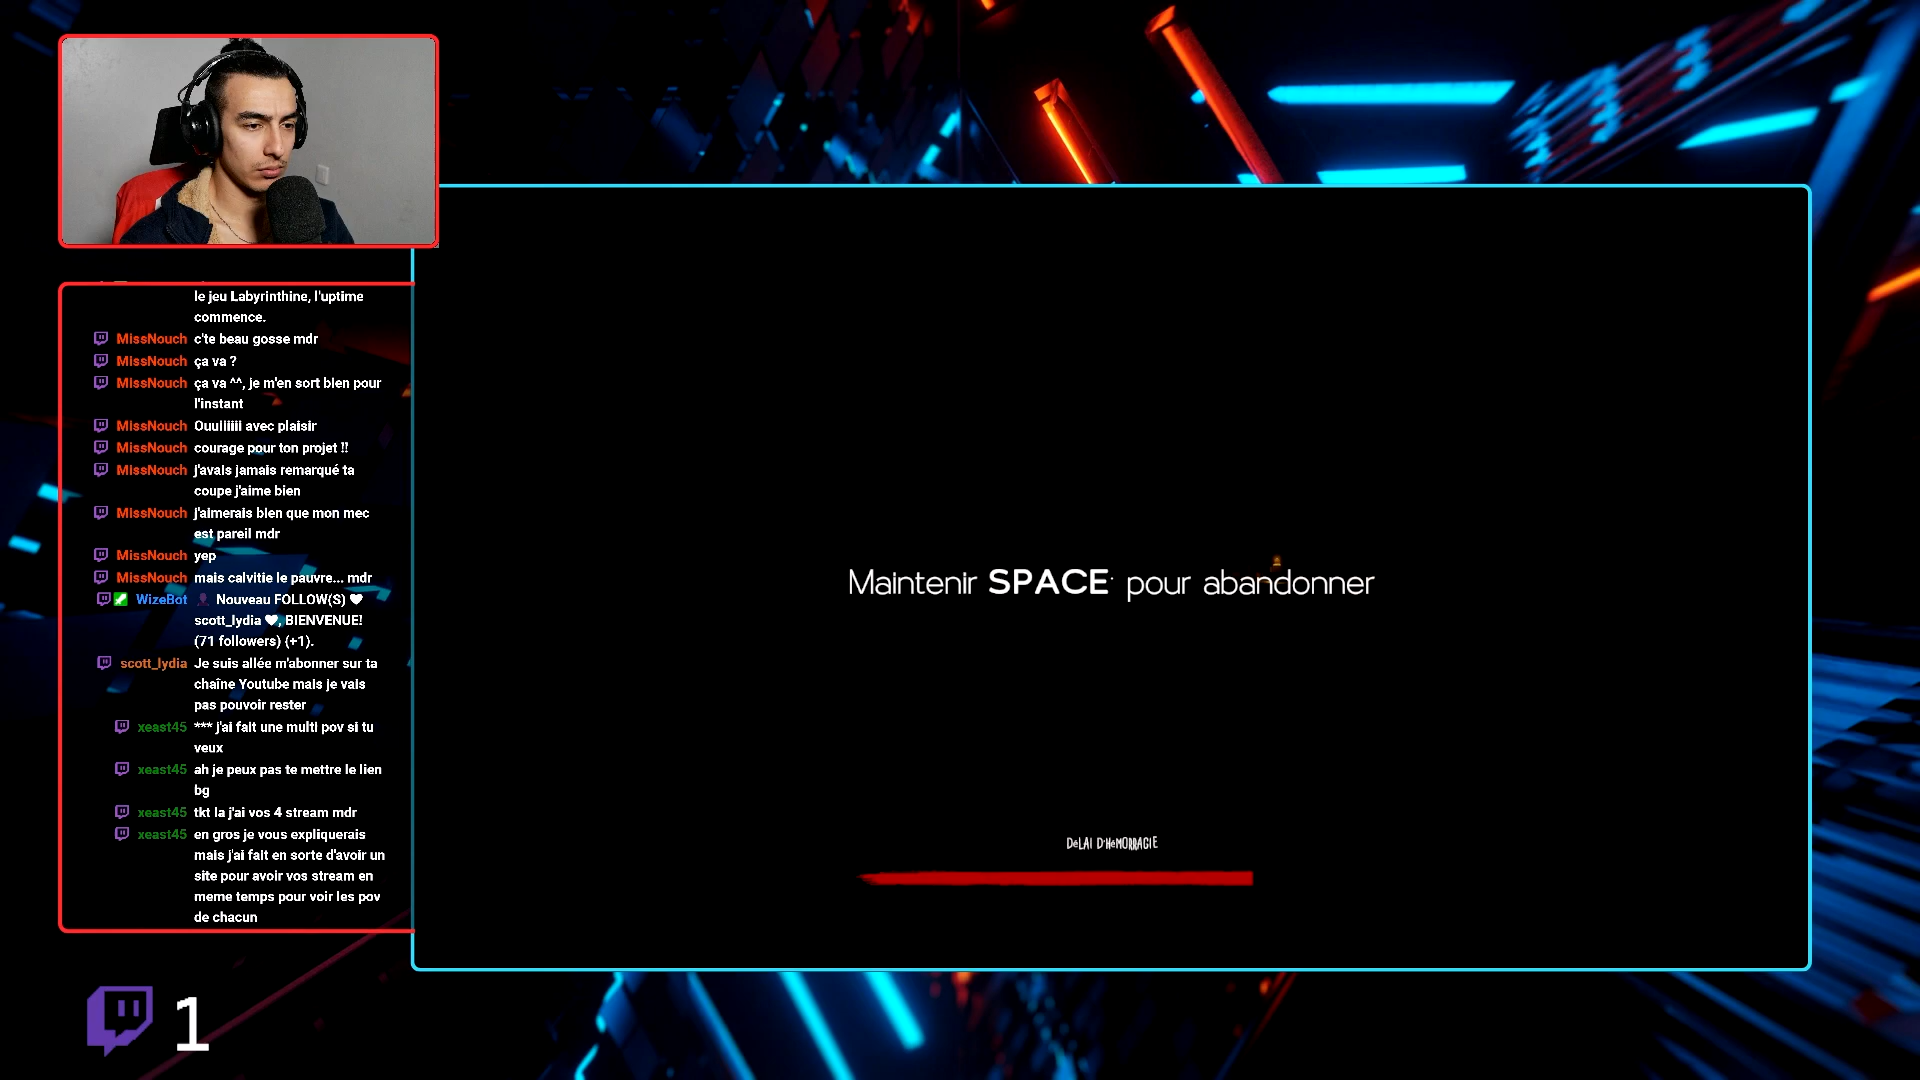 le jeu Labyrinthine, l'uptime
commence.
MissNouch c'te beau gosse mdr
MissNouch ça va ?
MissNouch ça va ^^, je m'en sort bien pour
l'instant
MissNouch Ouuiiiiii avec plaisir
MissNouch courage pour ton projet !!
MissNouch j'avais jamais remarqué ta
coupe j'aime bien
MissNouch j'aimerais bien que mon mec
est pareil mdr
MissNouch yep
MissNouch mais calvitie le pauvre... mdr
WizeBot Nouveau FOLLOW(S)
scott_lydia , BIENVENUE!
(71 followers) (+1).
scott_lydia Je suis allée m'abonner sur ta
chaîne Youtube mais je vais
pas pouvoir rester
xeast45 *** j'ai fait une multi pov si tu
veux
xeast45 ah je peux pas te mettre le lien
bg
xeast45 tkt la j'ai vos 4 stream mdr
xeast45 en gros je vous expliquerais
mais j'ai fait en sorte d'avoir un
site pour avoir vos stream en
meme temps pour voir les pov
de chacun
1
Maintenir SPACE pour abandonner
DéLAI D'HéMORRAGIE